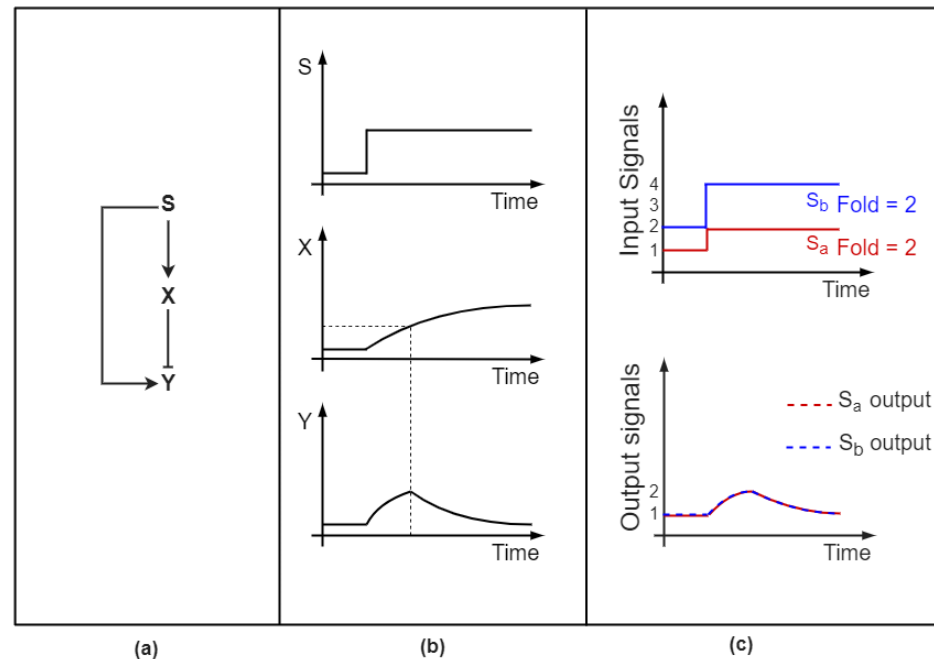 S
X
Y
(a)
S
Time
X
Time
Y
Time
(b)
Input Signals
4
3
2
1
Sb Fold = 2
Sa Fold = 2
Time
Output signals
2
1
Sa output
Sb output
Time
(c)